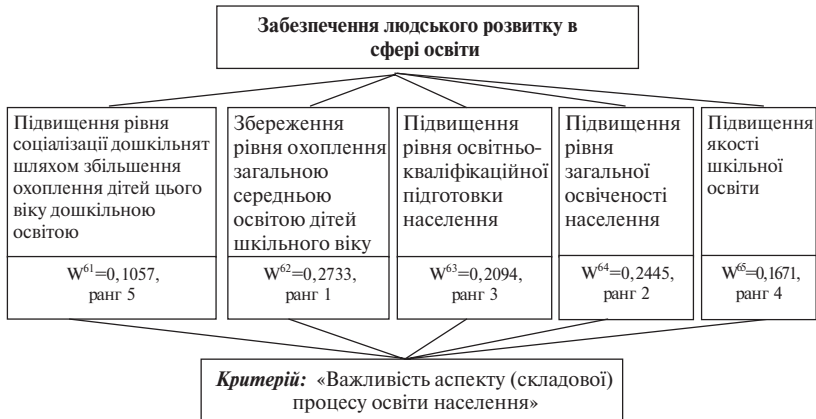 Забезпечення людського розвитку в
сфері освіти
Підвищення рівня
соціалізації дошкільнят
шляхом збільшення
охоплення дітей цього
віку дошкільною
освітою
W⁶¹=0,1057,
ранг 5
Збереження
рівня охоплення
загальною
середньою
освітою дітей
шкільного віку
W⁶²=0,2733,
ранг 1
Підвищення
рівня освітньо-
кваліфікаційної
підготовки
населення
W⁶³=0,2094,
ранг 3
Підвищення
рівня
загальної
освіченості
населення
W⁶⁴=0,2445,
ранг 2
Підвищення
якості
шкільної
освіти
W⁶⁵=0,1671,
ранг 4
Критерій: «Важливість аспекту (складової)
процесу освіти населення»